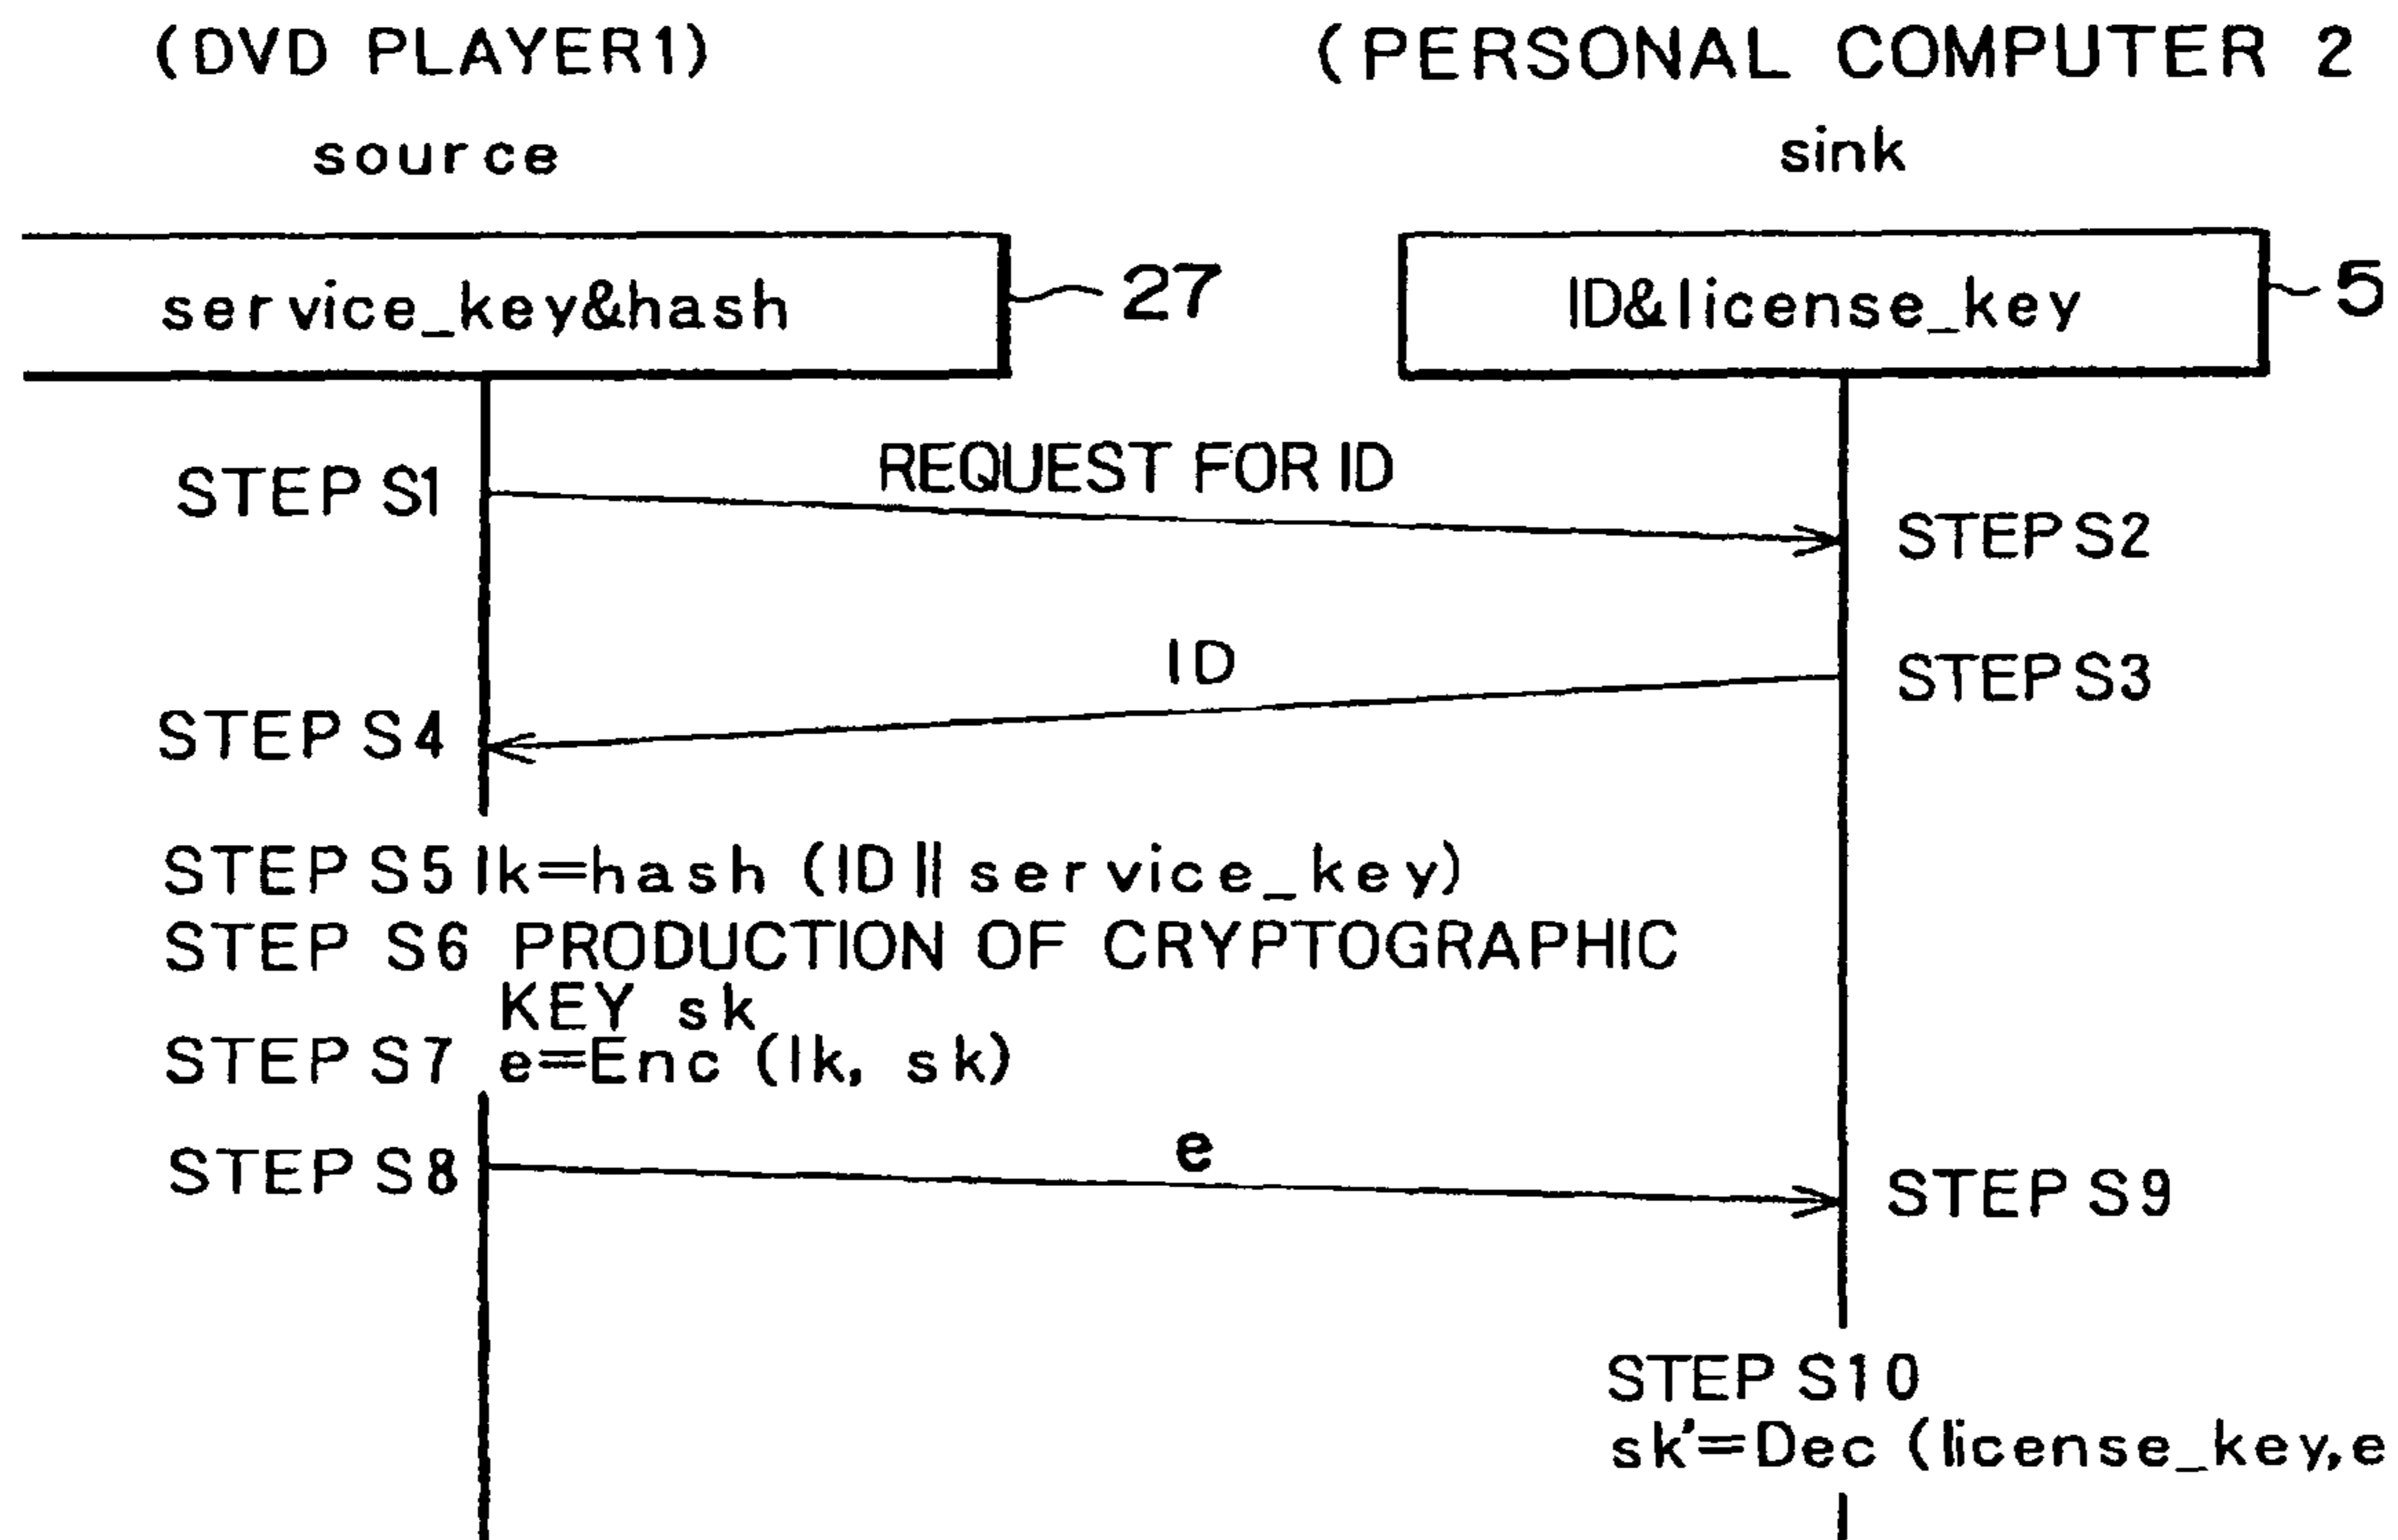 (DVD PLAYER1)
(PERSONAL COMPUTER 2
source
sink
service_key&hash
27
ID&license_key
5
STEP S1
REQUEST FOR ID
STEP S2
ID
STEP S3
STEP S4
STEP S5 lk=hash (ID || service_key)
STEP S6 PRODUCTION OF CRYPTOGRAPHIC
KEY sk
STEP S7 e=Enc (lk, sk)
STEP S8
e
STEP S9
STEP S10
sk'=Dec (license_key,e